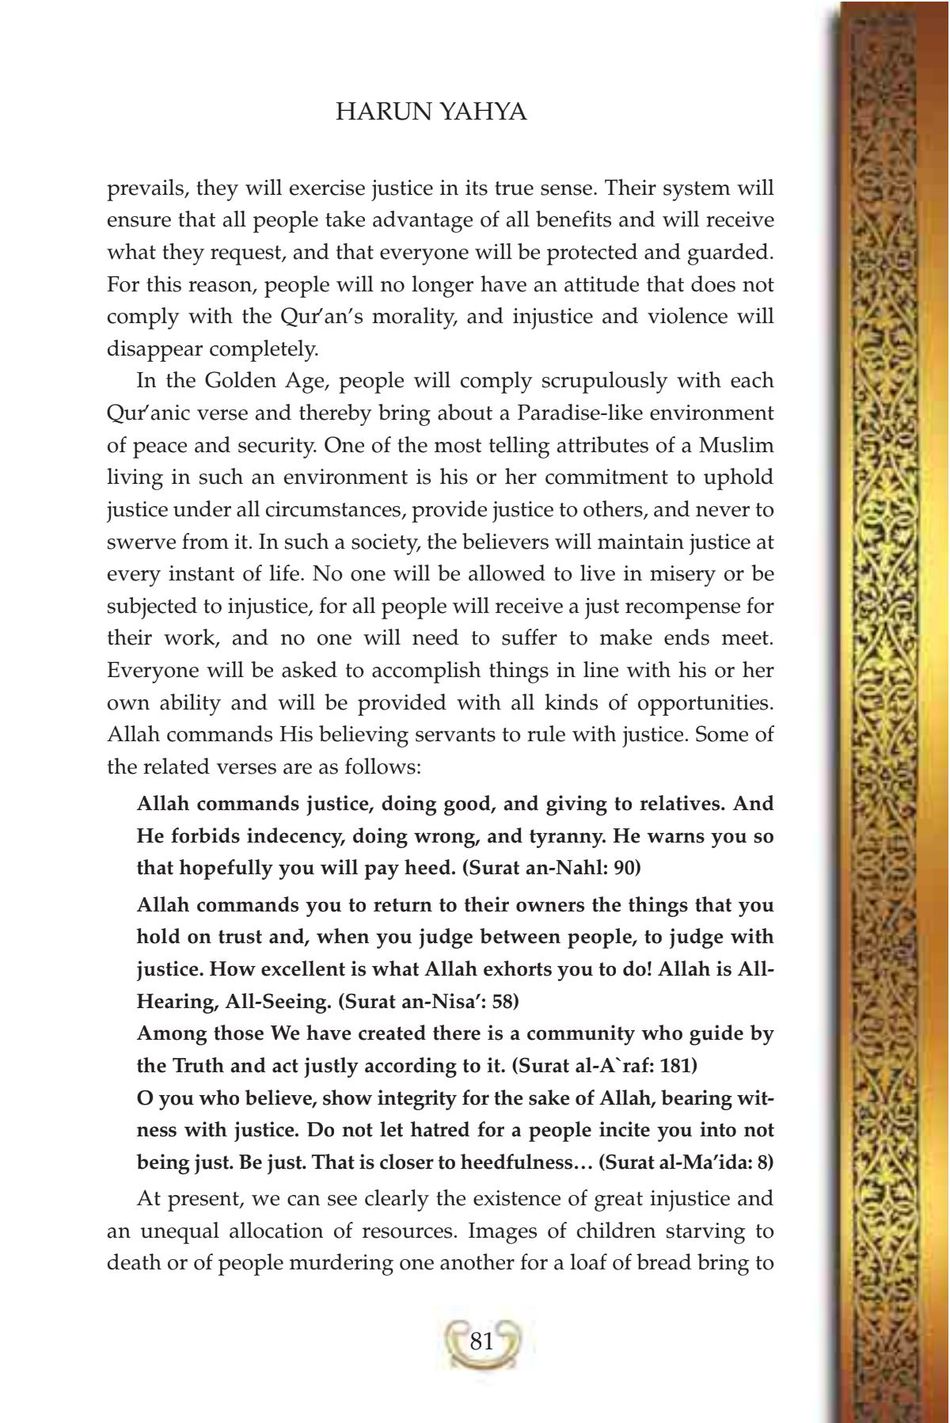 HARUN YAHYA
prevails, they will exercise justice in its true sense. Their system will
ensure that all people take advantage of all benefits and will receive
what they request, and that everyone will be protected and guarded.
For this reason, people will no longer have an attitude that does not
comply with the Qur'an's morality, and injustice and violence will
disappear completely.
In the Golden Age, people will comply scrupulously with each
Qur'anic verse and thereby bring about a Paradise-like environment
of peace and security. One of the most telling attributes of a Muslim
living in such an environment is his or her commitment to uphold
justice under all circumstances, provide justice to others, and never to
swerve from it. In such a society, the believers will maintain justice at
every instant of life. No one will be allowed to live in misery or be
subjected to injustice, for all people will receive a just recompense for
their work, and no one will need to suffer to make ends meet.
Everyone will be asked to accomplish things in line with his or her
own ability and will be provided with all kinds of opportunities.
Allah commands His believing servants to rule with justice. Some of
the related verses are as follows:
Allah commands justice, doing good, and giving to relatives. And
He forbids indecency, doing wrong, and tyranny. He warns you so
that hopefully you will pay heed. (Surat an-Nahl: 90)
Allah commands you to return to their owners the things that you
hold on trust and, when you judge between people, to judge with
justice. How excellent is what Allah exhorts you to do! Allah is All-
Hearing, All-Seeing. (Surat an-Nisa': 58)
Among those We have created there is a community who guide by
the Truth and act justly according to it. (Surat al-A`raf: 181)
O you who believe, show integrity for the sake of Allah, bearing wit-
ness with justice. Do not let hatred for a people incite you into not
being just. Be just. That is closer to heedfulness… (Surat al-Ma'ida: 8)
At present, we can see clearly the existence of great injustice and
an unequal allocation of resources. Images of children starving to
death or of people murdering one another for a loaf of bread bring to
81